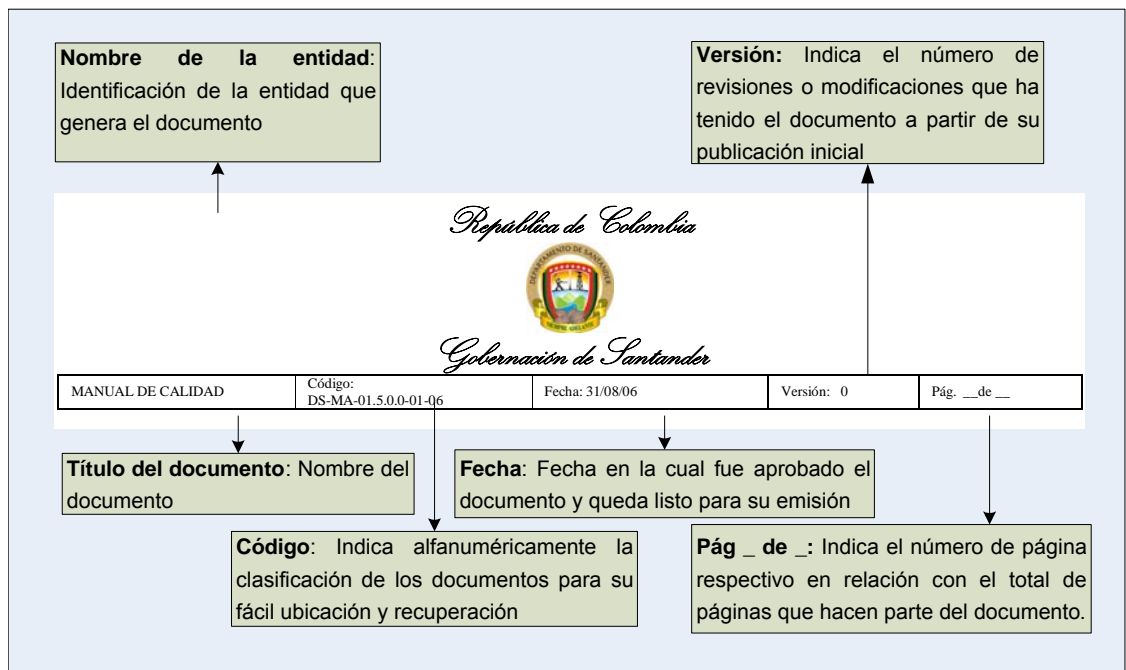 Nombre de la entidad:
Identificación de la entidad que
genera el documento
Versión: Indica el número de
revisiones o modificaciones que ha
tenido el documento a partir de su
publicación inicial
República de Colombia
DEPARTAMENTO DE SANTANDER
Gobernación de Santander
MANUAL DE CALIDAD
Código:
DS-MA-01.5.0.0-01-06
Fecha: 31/08/06
Versión: 0
Pág. __de __
Título del documento: Nombre del
documento
Fecha: Fecha en la cual fue aprobado el
documento y queda listo para su emisión
Código: Indica alfanuméricamente la
clasificación de los documentos para su
fácil ubicación y recuperación
Pág _ de _: Indica el número de página
respectivo en relación con el total de
páginas que hacen parte del documento.